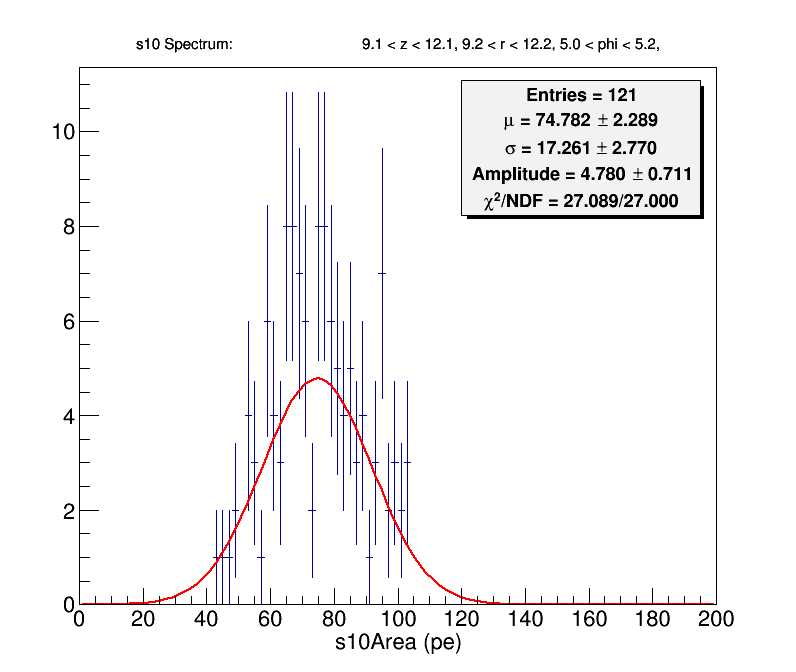 s10 Spectrum: 9.1 < z < 12.1, 9.2 < r < 12.2, 5.0 < phi < 5.2,
Entries = 121
μ = 74.782 ± 2.289
σ = 17.261 ± 2.770
Amplitude = 4.780 ± 0.711
χ²/NDF = 27.089/27.000
10
8
6
4
2
0
0 20 40 60 80 100 120 140 160 180 200
s10Area (pe)